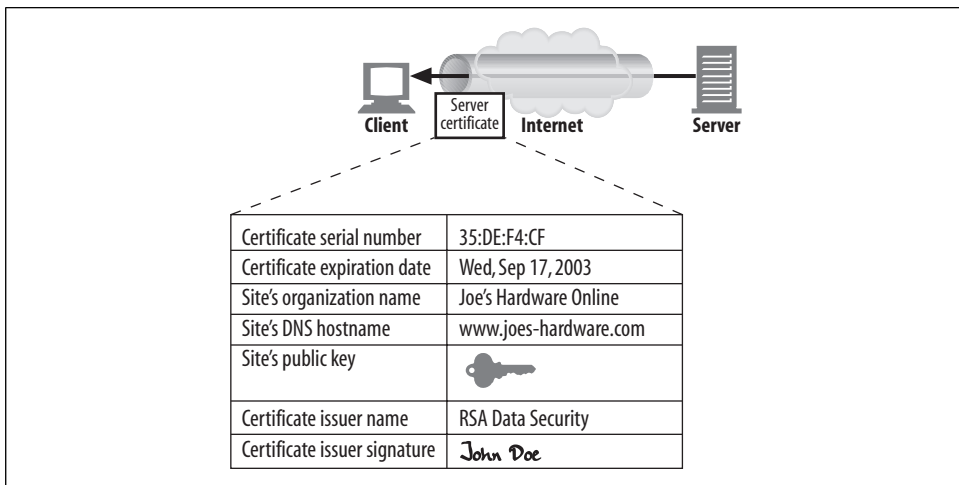 Client
Server
certificate
Internet
Server
Certificate serial number 35:DE:F4:CF
Certificate expiration date Wed, Sep 17, 2003
Site's organization name Joe's Hardware Online
Site's DNS hostname www.joes-hardware.com
Site's public key
Certificate issuer name RSA Data Security
Certificate issuer signature John Doe